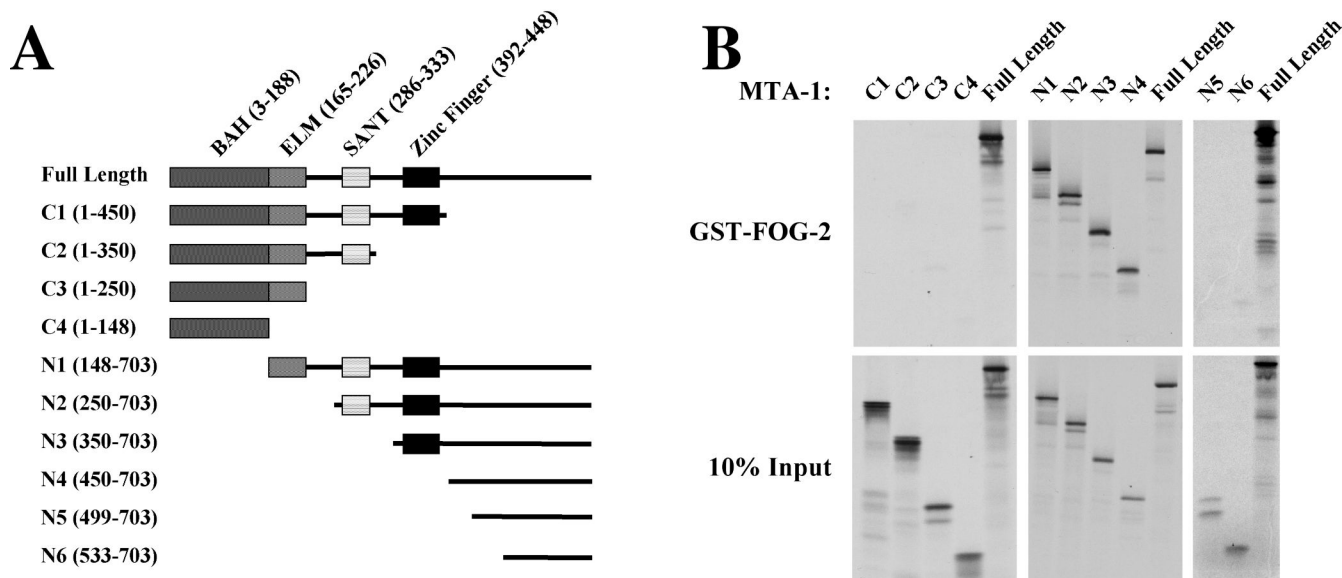 A
BAH (3-188)
ELM (165-226)
SANT (286-333)
Zinc Finger (392-448)
Full Length
C1 (1-450)
C2 (1-350)
C3 (1-250)
C4 (1-148)
N1 (148-703)
N2 (250-703)
N3 (350-703)
N4 (450-703)
N5 (499-703)
N6 (533-703)
B
MTA-1: C1 C2 C3 C4 Full Length N1 N2 N3 N4 Full Length N5 N6 Full Length
GST-FOG-2
10% Input